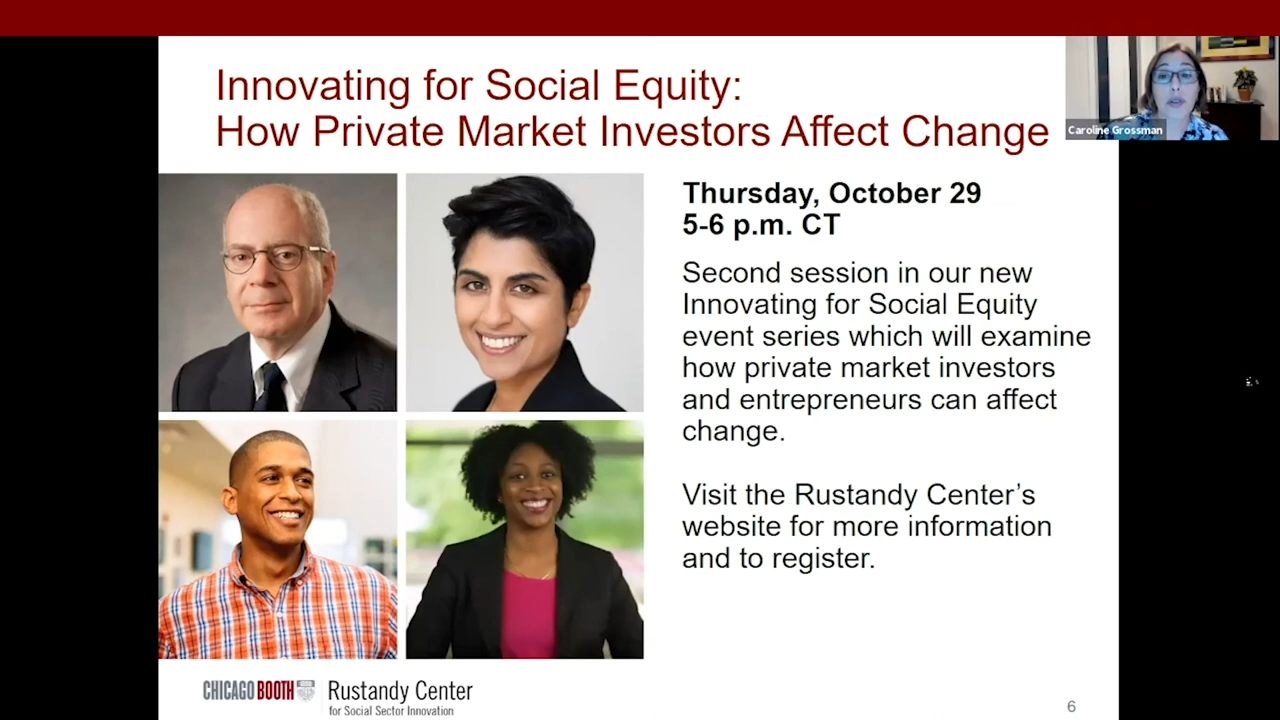 Innovating for Social Equity:
How Private Market Investors Affect Change
Caroline Grossman
Thursday, October 29
5-6 p.m. CT
Second session in our new
Innovating for Social Equity
event series which will examine
how private market investors
and entrepreneurs can affect
change.
Visit the Rustandy Center’s
website for more information
and to register.
CHICAGO BOOTH
Rustandy Center
for Social Sector Innovation
6